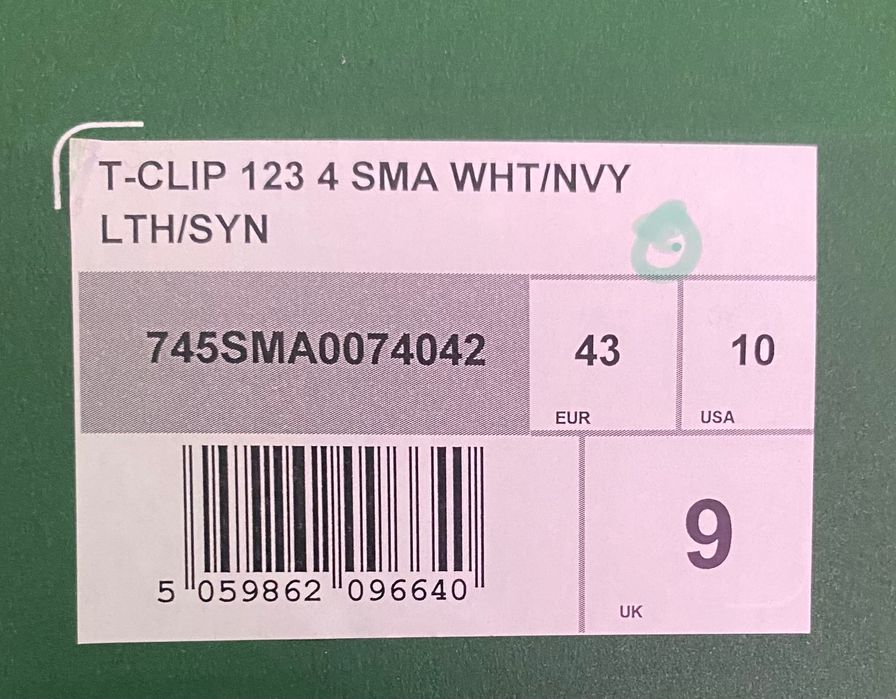 T-CLIP 123 4 SMA WHT/NVY
LTH/SYN
745SMA0074042
43
EUR
10
USA
5 059862 096640
9
UK